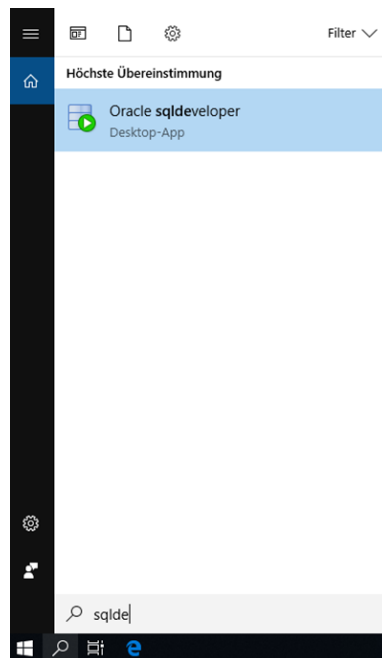 Filter
Höchste Übereinstimmung
Oracle sqldeveloper
Desktop-App
sqlde